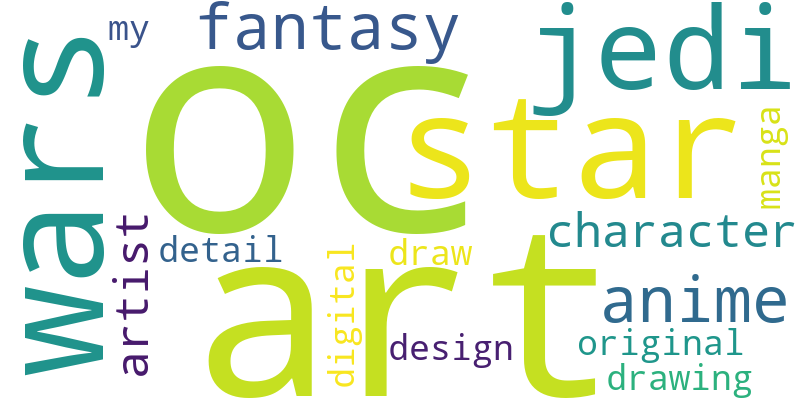 my
fantasy
jedi
wars
oc
star
manga
artist
detail
draw
character
digital
art
anime
design
original
drawing